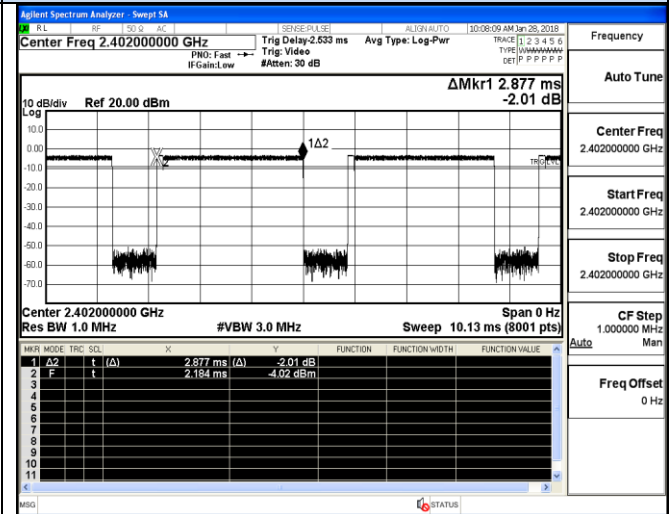 Agilent Spectrum Analyzer - Swept SA
RL RF 50 Ω AC SENSE:PULSE ALIGN AUTO 10:08:09 AM Jan 28, 2018
Center Freq 2.402000000 GHz
PNO: Fast
IFGain:Low
Trig Delay-2.533 ms
Trig: Video
#Atten: 30 dB
Avg Type: Log-Pwr
TRACE 1 2 3 4 5 6
TYPE
DET P P P P P P
ΔMkr1 2.877 ms
-2.01 dB
10 dB/div Ref 20.00 dBm
Log
10.0
0.00
-10.0
-20.0
-30.0
-40.0
-50.0
-60.0
-70.0
1Δ2
2
TRIG LVL
Center 2.402000000 GHz Span 0 Hz
Res BW 1.0 MHz #VBW 3.0 MHz Sweep 10.13 ms (8001 pts)
MKR MODE TRC SCL X Y FUNCTION FUNCTION WIDTH FUNCTION VALUE
1 Δ2 t (Δ) 2.877 ms (Δ) -2.01 dB
2 F t 2.184 ms -4.02 dBm
3
4
5
6
7
8
9
10
11
MSG STATUS
Frequency
Auto Tune
Center Freq
2.402000000 GHz
Start Freq
2.402000000 GHz
Stop Freq
2.402000000 GHz
CF Step
1.000000 MHz
Auto Man
Freq Offset
0 Hz